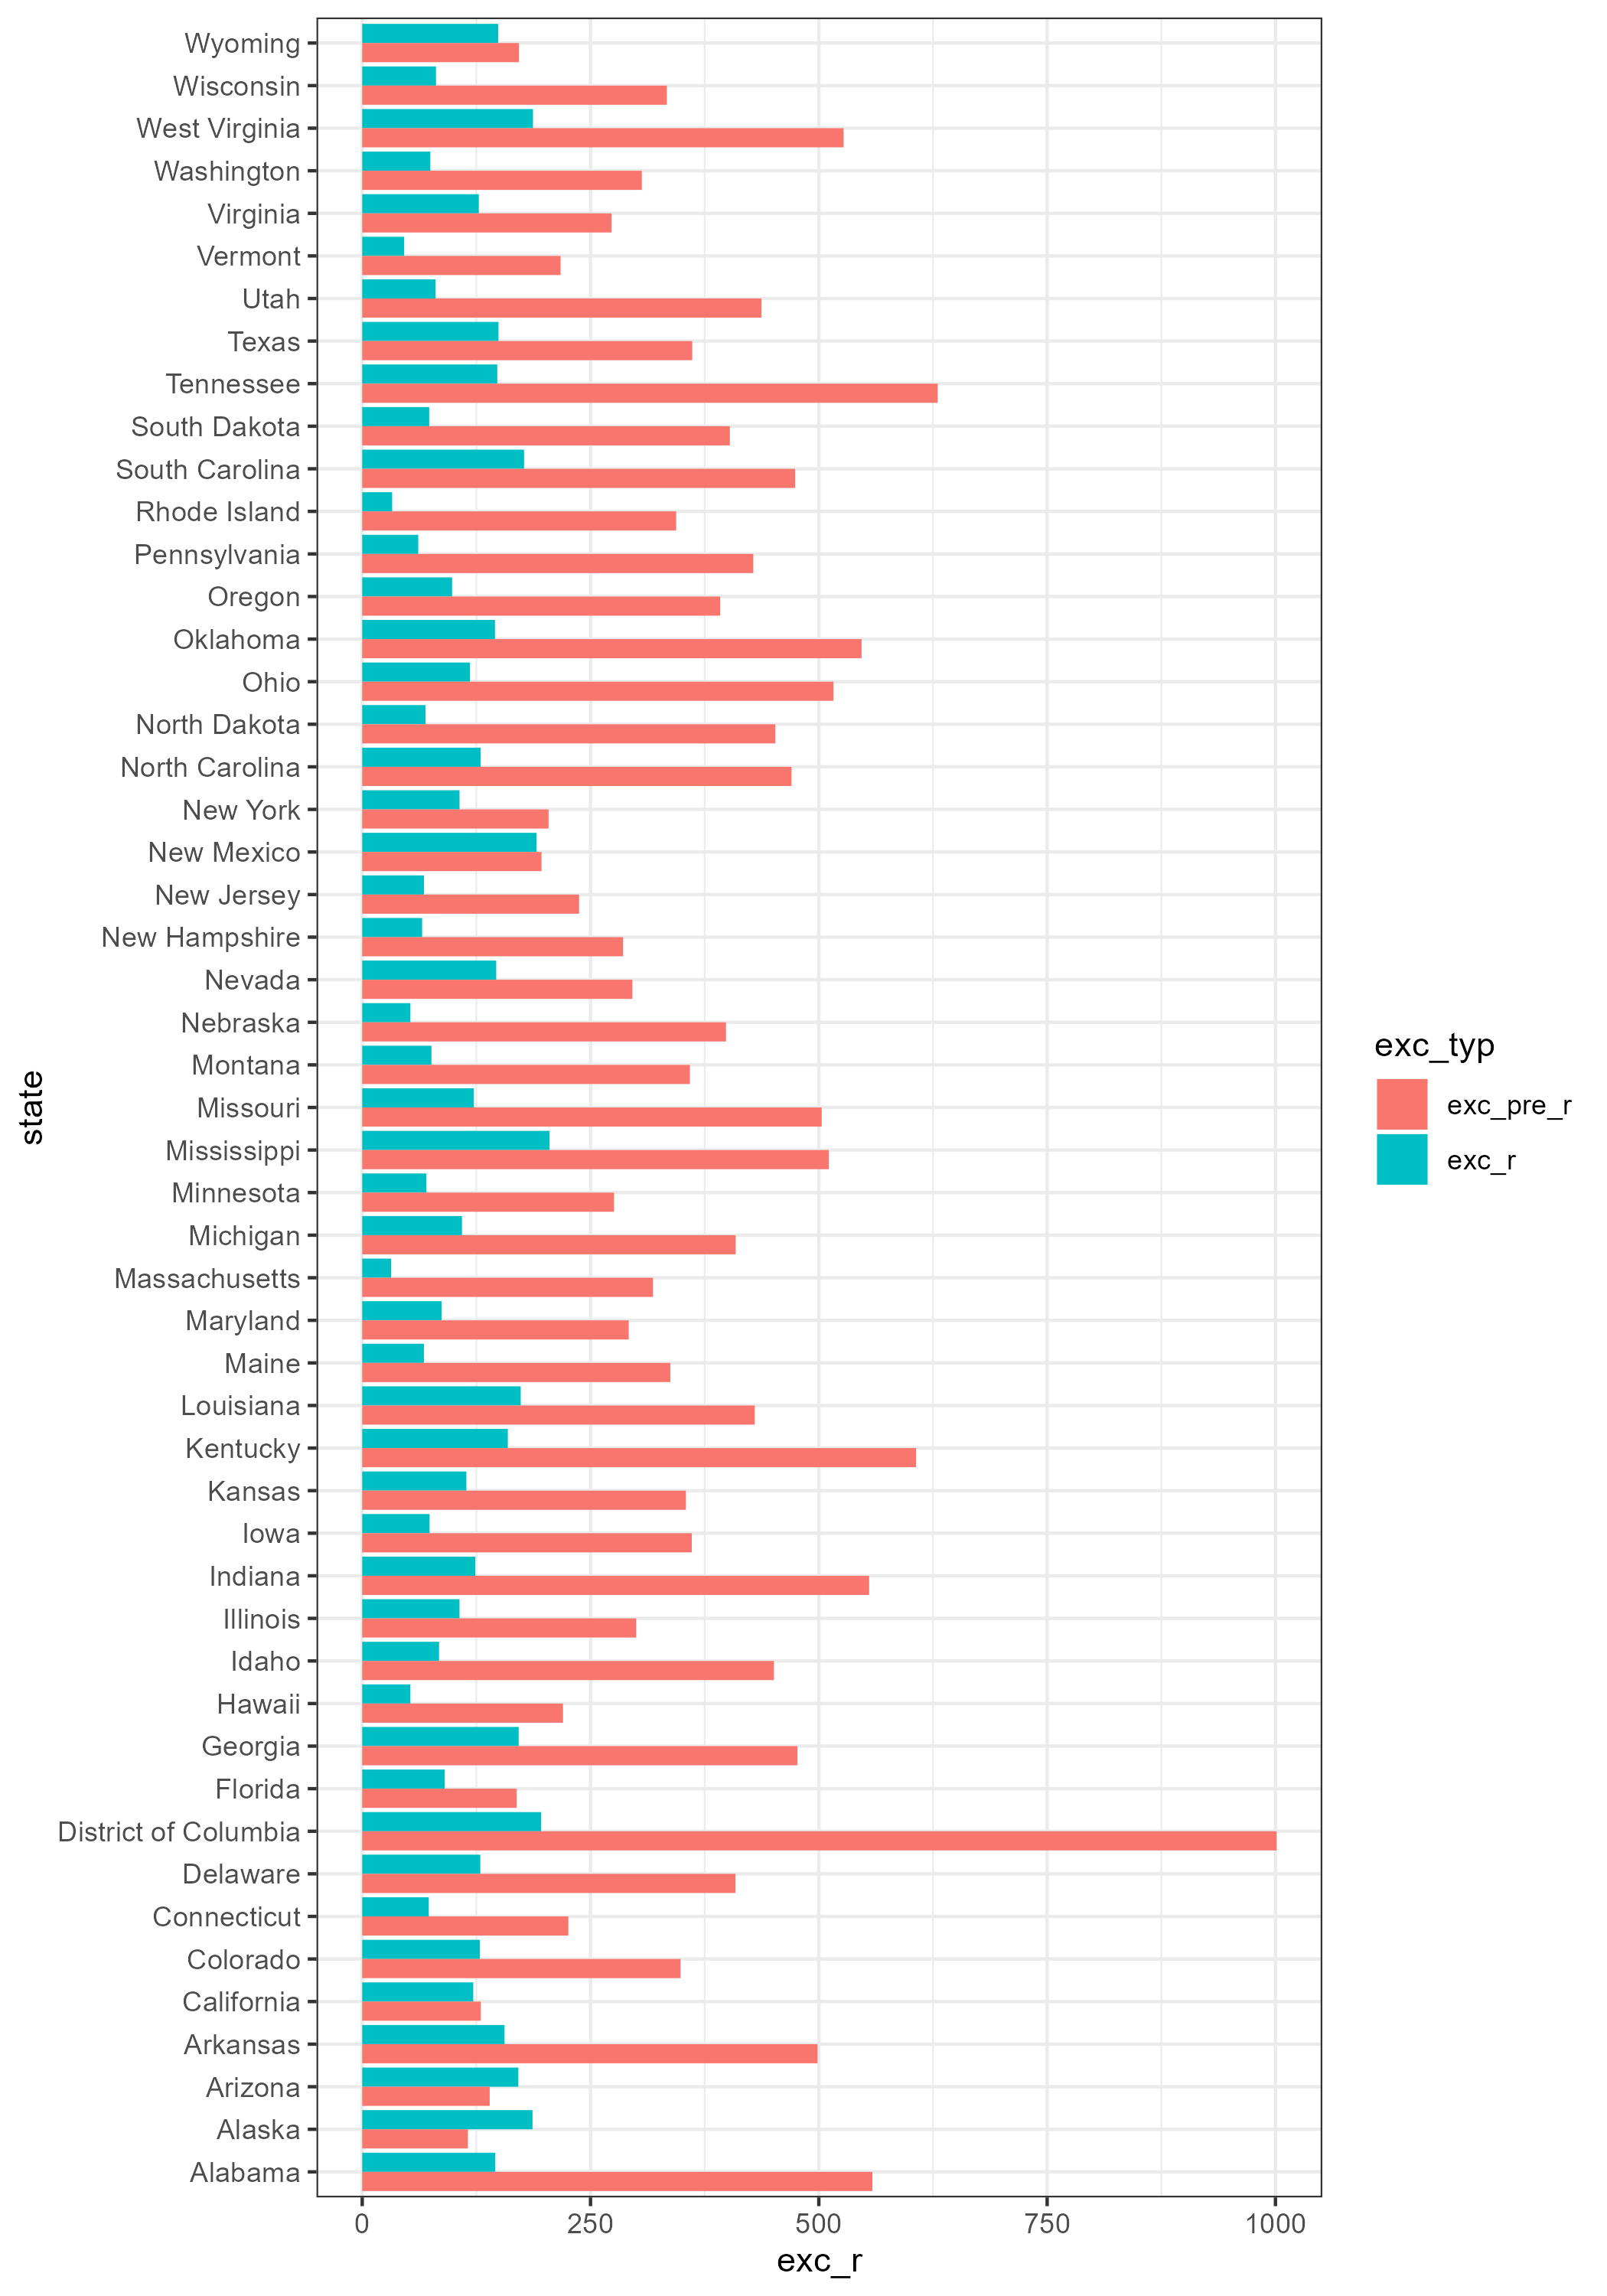 Wyoming
Wisconsin
West Virginia
Washington
Virginia
Vermont
Utah
Texas
Tennessee
South Dakota
South Carolina
Rhode Island
Pennsylvania
Oregon
Oklahoma
Ohio
North Dakota
North Carolina
New York
New Mexico
New Jersey
New Hampshire
Nevada
Nebraska
Montana
Missouri
Mississippi
Minnesota
Michigan
Massachusetts
Maryland
Maine
Louisiana
Kentucky
Kansas
Iowa
Indiana
Illinois
Idaho
Hawaii
Georgia
Florida
District of Columbia
Delaware
Connecticut
Colorado
California
Arkansas
Arizona
Alaska
Alabama
state
0 250 500 750 1000
exc_r
exc_typ
exc_pre_r
exc_r